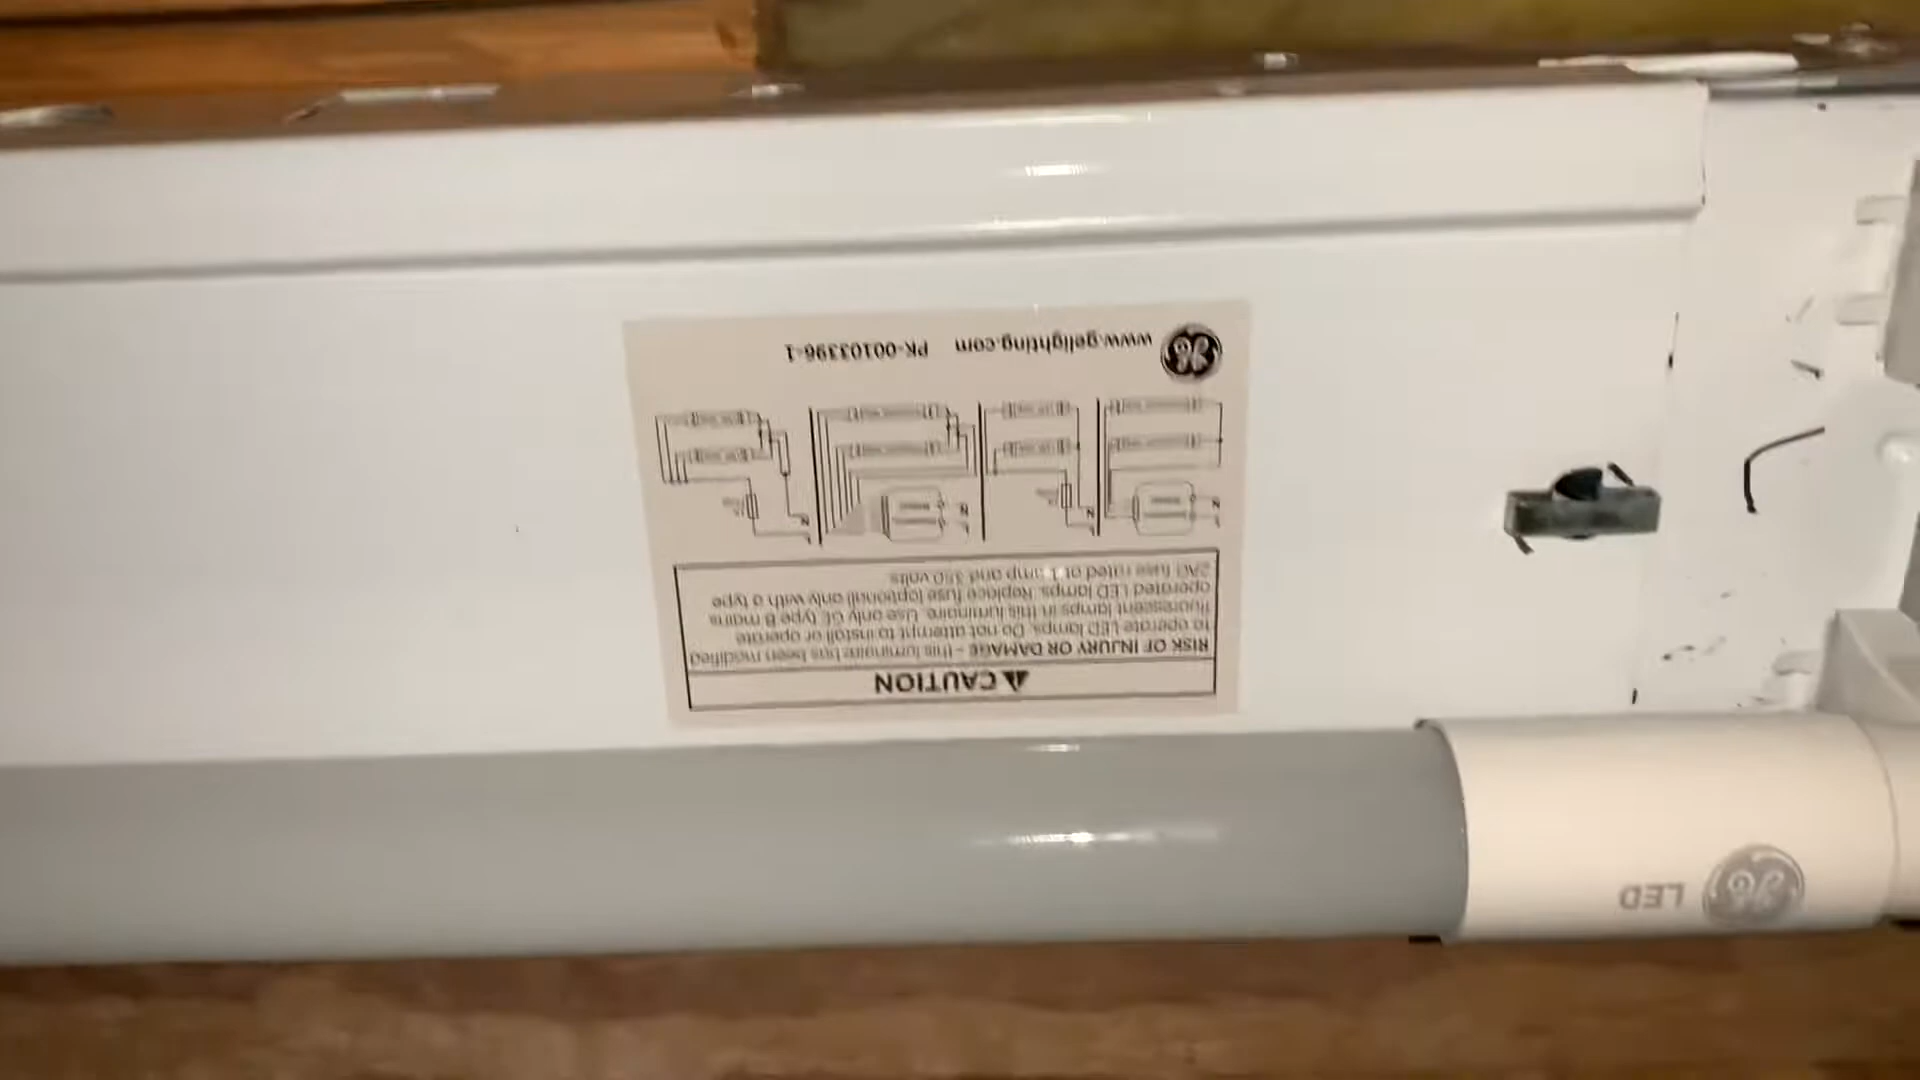 ⚠ CAUTION
RISK OF INJURY OR DAMAGE - this luminaire has been modified
to operate LED lamps. Do not attempt to install or operate
fluorescent lamps in this luminaire. Use only GE type B mains
operated LED lamps. Replace fuse (optional) only with a type
2AG fuse rated at 1 amp and 350 volts
L
N
L
N
L
N
L
N
GE www.gelighting.com PK-00103396-1
GE LED